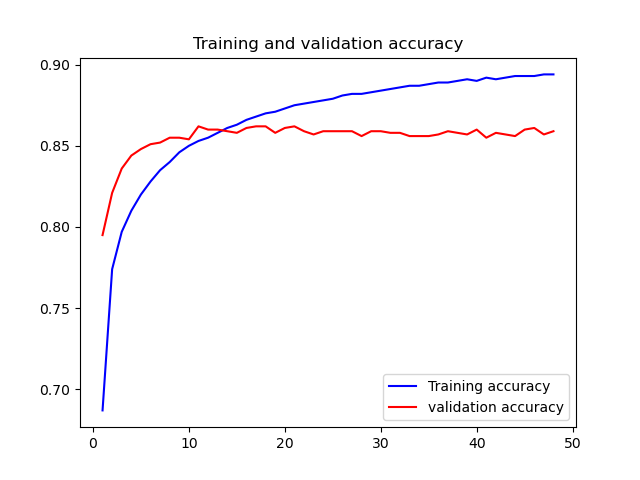 Training and validation accuracy
0.90
0.85
0.80
0.75
0.70
0 10 20 30 40 50
Training accuracy
validation accuracy